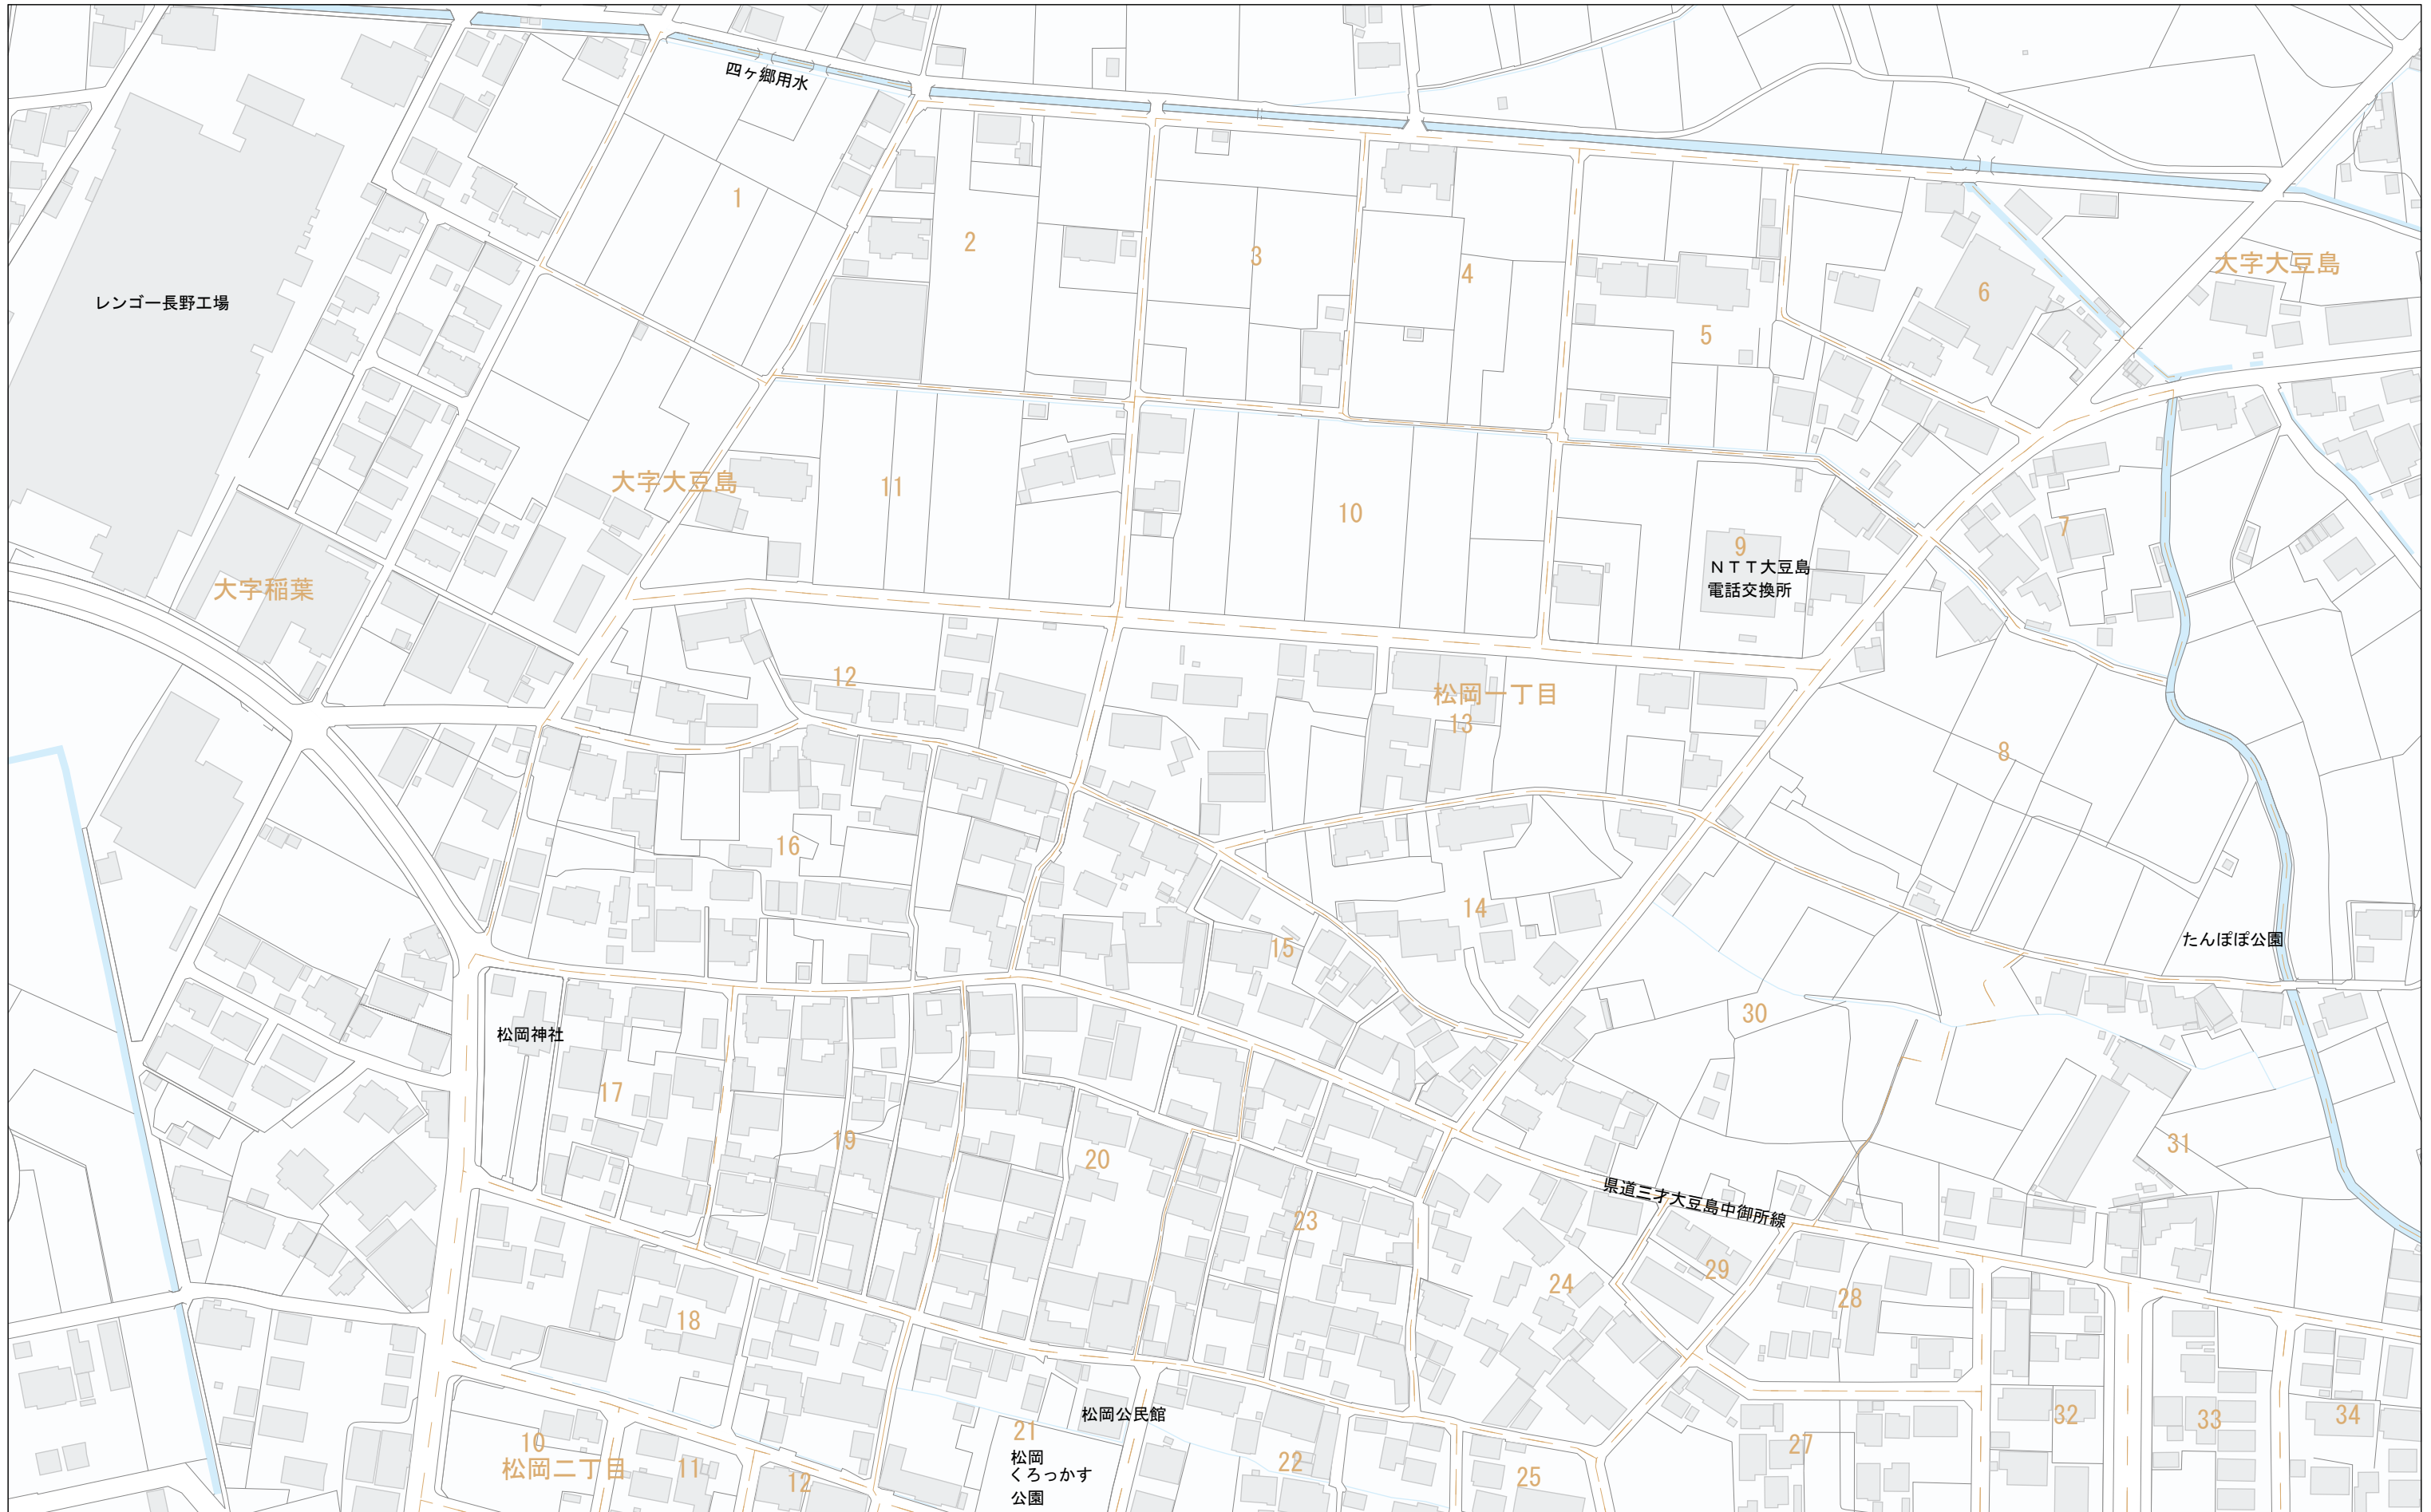 四ヶ郷用水
1
2
3
4
5
6
大字大豆島
レンゴー長野工場
大字大豆島
11
10
9
ＮＴＴ大豆島
電話交換所
7
大字稲葉
12
松岡一丁目
13
8
16
14
15
たんぽぽ公園
30
松岡神社
17
19
20
31
23
県道三才大豆島中御所線
24
29
28
18
10
松岡二丁目
11
12
21
松岡
くろっかす
公園
松岡公民館
22
25
27
32
33
34